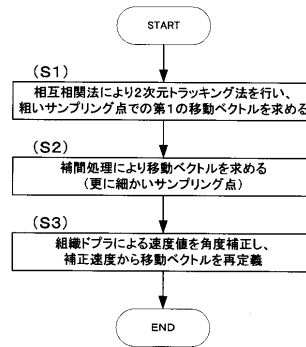 START
(S1)
相互相関法により2次元トラッキング法を行い、
粗いサンプリング点での第1の移動ベクトルを求める
(S2)
補間処理により移動ベクトルを求める
(更に細かいサンプリング点)
(S3)
組織ドプラによる速度値を角度補正し、
補正速度から移動ベクトルを再定義
END